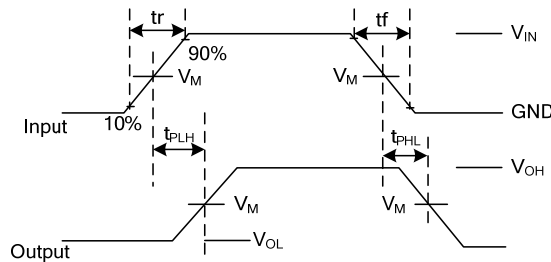 tr
tf
V_IN
90%
V_M
V_M
10%
GND
Input
t_PLH
t_PHL
V_OH
V_M
V_M
V_OL
Output